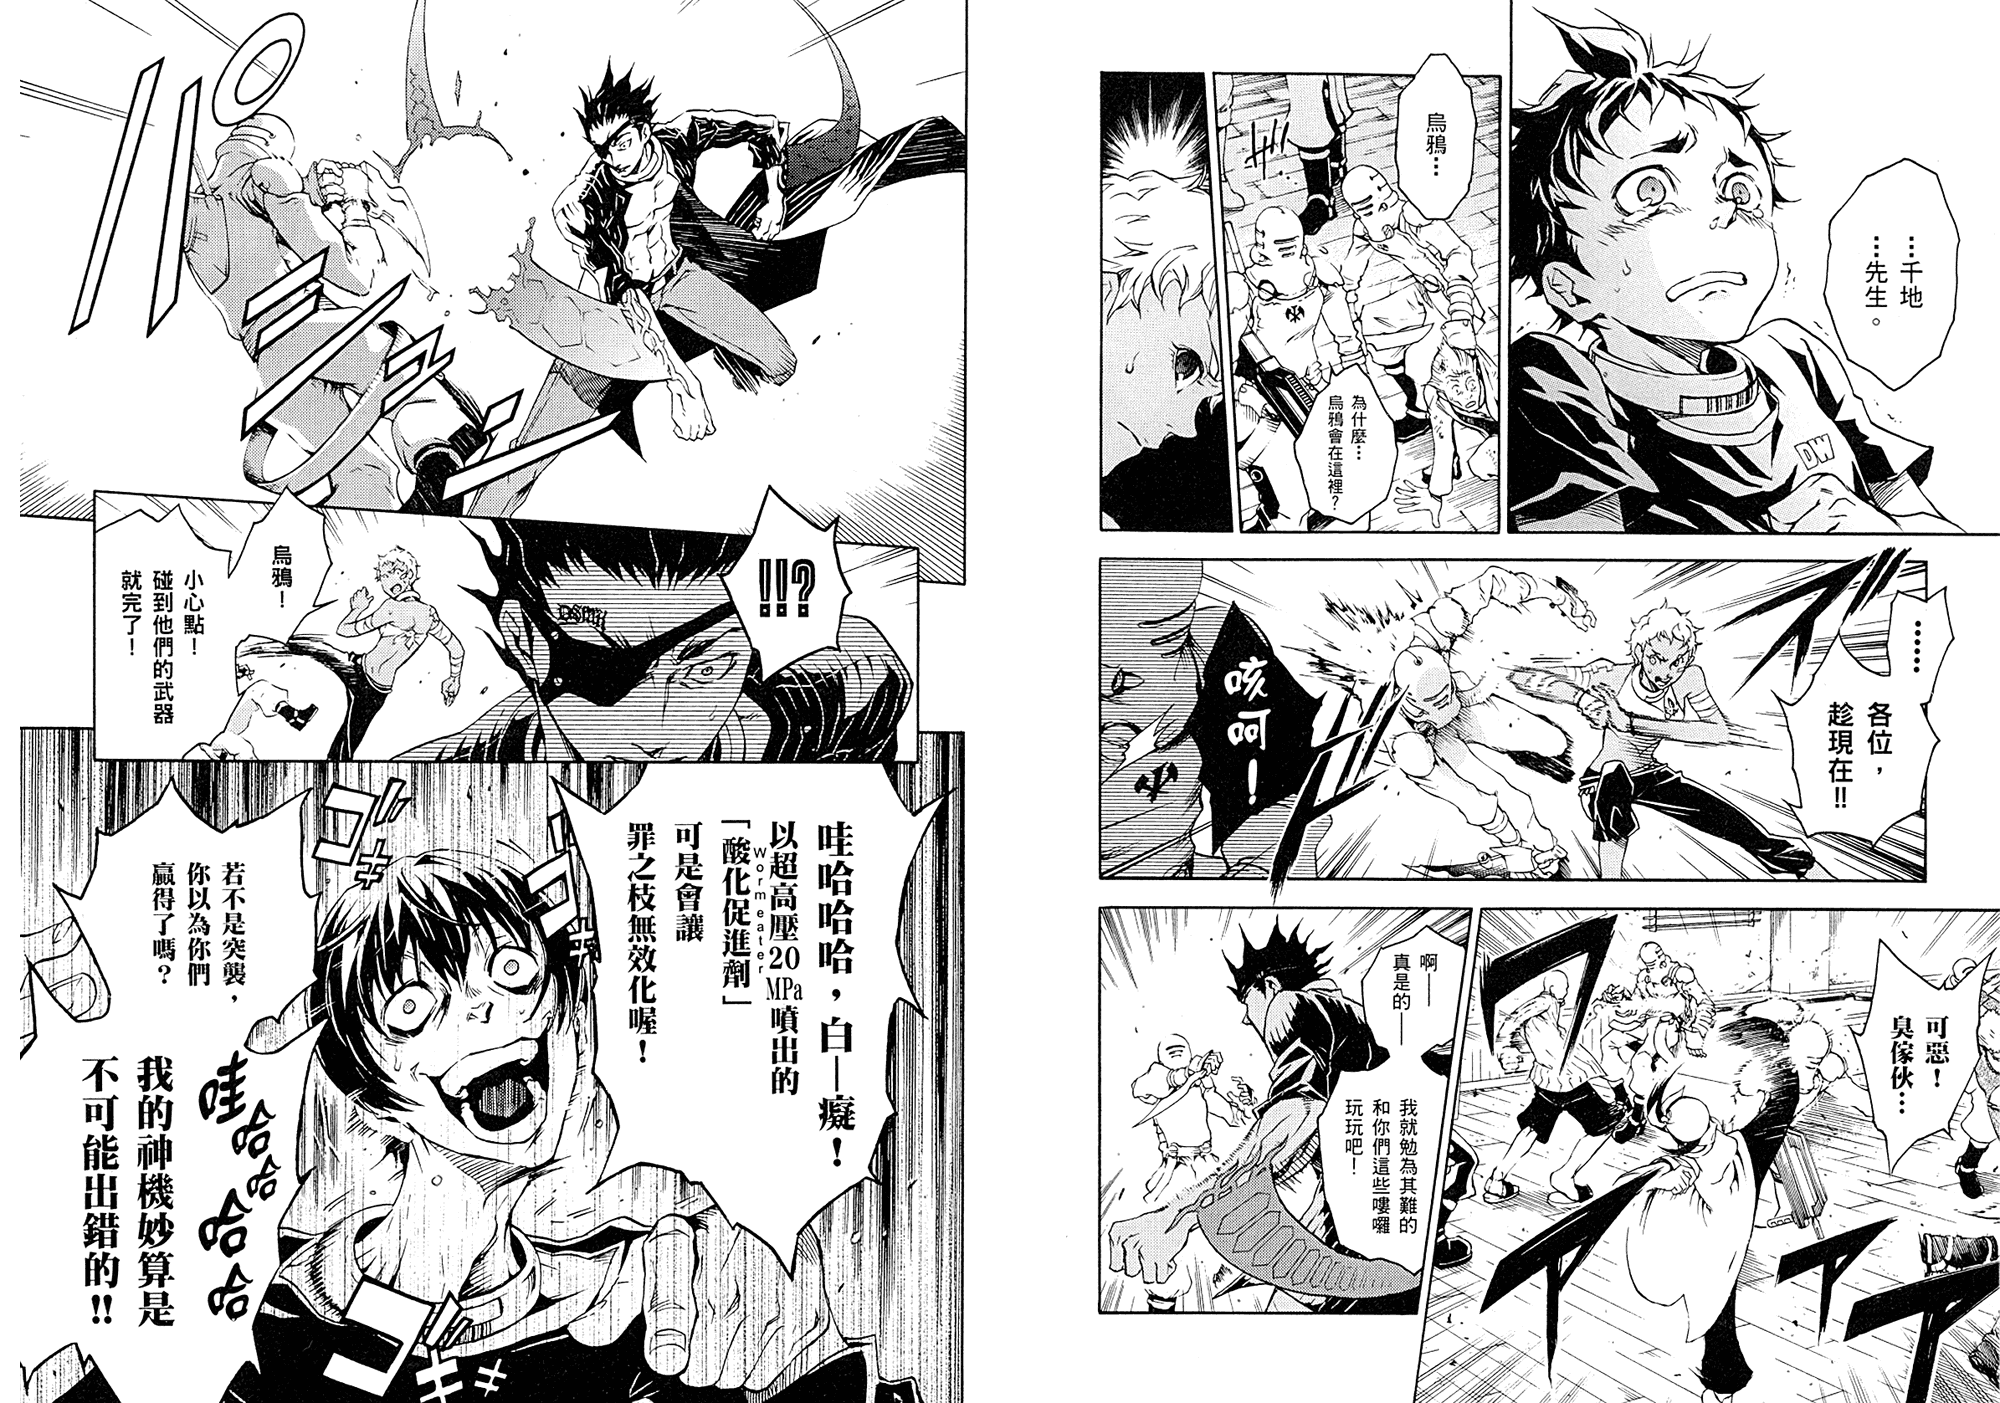 …千地
…先生。
DW
烏鴉…
為什麼…
烏鴉會在這裡？
……
各位，
趁現在!!
咳呵！
可惡！
臭傢伙…
啊——
真是的——
我就勉為其難的
和你們這些嘍囉
玩玩吧！
!!?
烏鴉！
小心點！
碰到他們的武器
就完了！
哇哈哈哈，白—癡！
以超高壓20MPa噴出的
「酸化促進劑」
Worm eater
可是會讓
罪之枝無效化喔！
若不是突襲，
你以為你們
贏得了嗎？
哇哈哈哈哈
我的神機妙算是
不可能出錯的!!